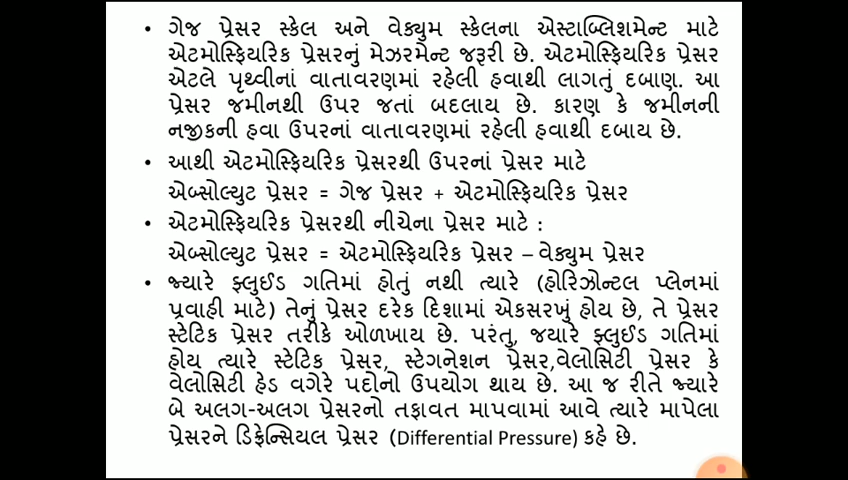 • ગેજ પ્રેસર સ્કેલ અને વેક્યુમ સ્કેલના એસ્ટાબ્લિશમેન્ટ માટે
એટમોસ્ફિયરિક પ્રેસરનું મેઝરમેન્ટ જરૂરી છે. એટમોસ્ફિયરિક પ્રેસર
એટલે પૃથ્વીનાં વાતાવરણમાં રહેલી હવાથી લાગતું દબાણ. આ
પ્રેસર જમીનથી ઉપર જતાં બદલાય છે. કારણ કે જમીનની
નજીકની હવા ઉપરનાં વાતાવરણમાં રહેલી હવાથી દબાય છે.
• આથી એટમોસ્ફિયરિક પ્રેસરથી ઉપરનાં પ્રેસર માટે
એબ્સોલ્યુટ પ્રેસર = ગેજ પ્રેસર + એટમોસ્ફિયરિક પ્રેસર
• એટમોસ્ફિયરિક પ્રેસરથી નીચેના પ્રેસર માટે :
એબ્સોલ્યુટ પ્રેસર = એટમોસ્ફિયરિક પ્રેસર – વેક્યુમ પ્રેસર
• જ્યારે ફ્લુઈડ ગતિમાં હોતું નથી ત્યારે (હોરિઝોન્ટલ પ્લેનમાં
પ્રવાહી માટે) તેનું પ્રેસર દરેક દિશામાં એકસરખું હોય છે, તે પ્રેસર
સ્ટેટિક પ્રેસર તરીકે ઓળખાય છે. પરંતુ, જયારે ફ્લુઈડ ગતિમાં
હોય ત્યારે સ્ટેટિક પ્રેસર, સ્ટેગનેશન પ્રેસર,વેલોસિટી પ્રેસર કે
વેલોસિટી હેડ વગેરે પદોનો ઉપયોગ થાય છે. આ જ રીતે જ્યારે
બે અલગ-અલગ પ્રેસરનો તફાવત માપવામાં આવે ત્યારે માપેલા
પ્રેસરને ડિફ્રેન્સિયલ પ્રેસર (Differential Pressure) કહે છે.